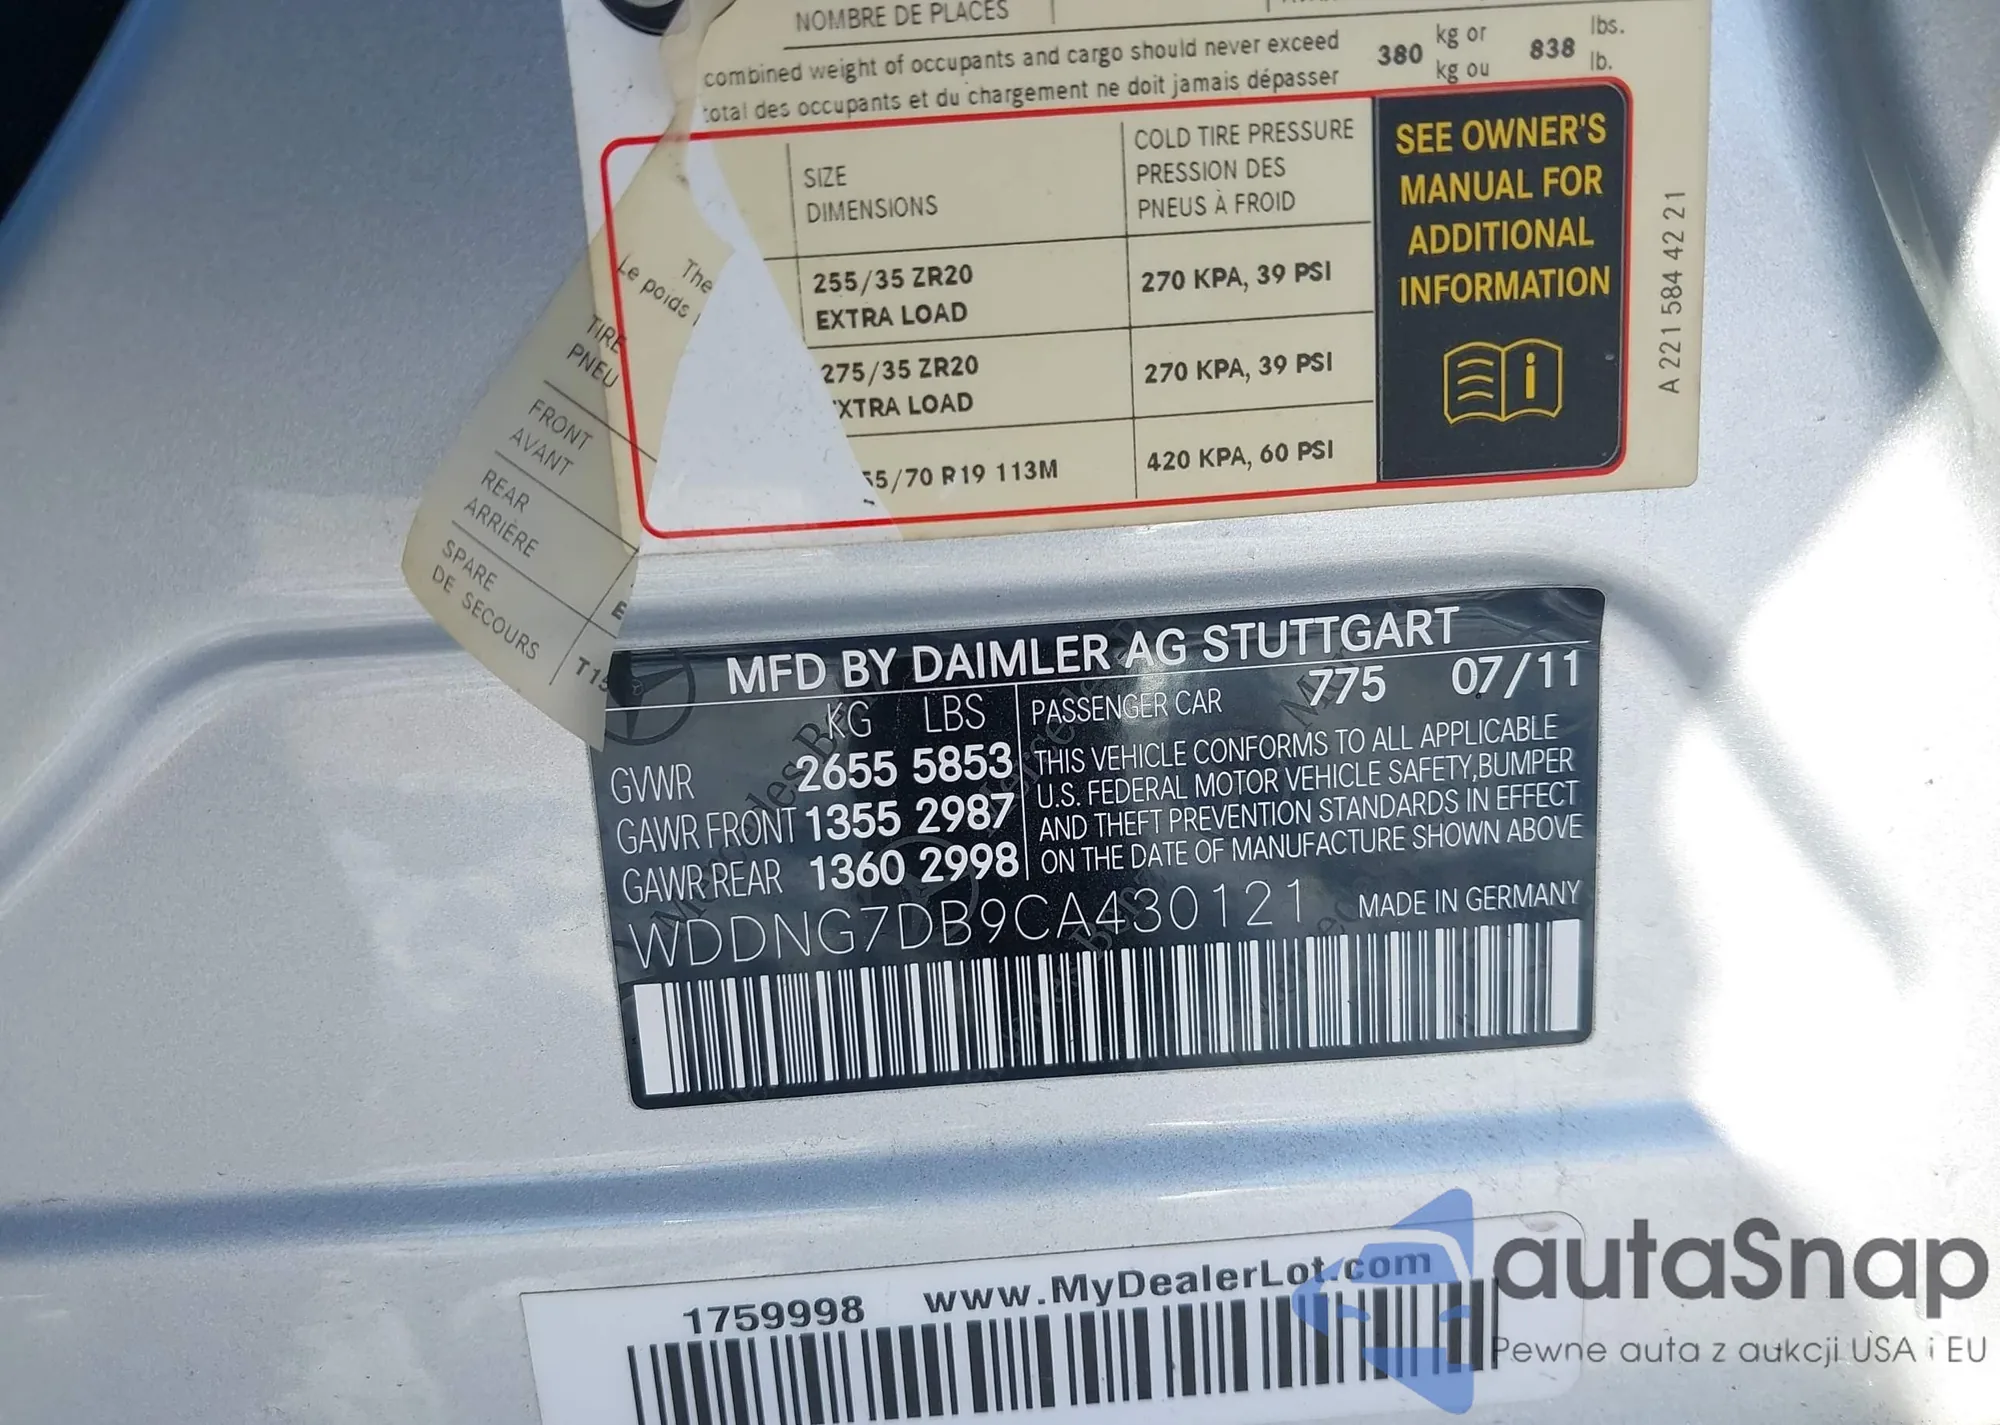 NOMBRE DE PLACES
combined weight of occupants and cargo should never exceed 380 kg or 838 lbs.
total des occupants et du chargement ne doit jamais dépasser kg ou lb.
SIZE
DIMENSIONS
COLD TIRE PRESSURE
PRESSION DES
PNEUS À FROID
255/35 ZR20
EXTRA LOAD
270 KPA, 39 PSI
275/35 ZR20
XTRA LOAD
270 KPA, 39 PSI
55/70 R19 113M
420 KPA, 60 PSI
SEE OWNER'S
MANUAL FOR
ADDITIONAL
INFORMATION
A 221 584 42 21
The
Le poids
TIRE
PNEU
FRONT
AVANT
REAR
ARRIÈRE
SPARE
DE SECOURS
E
T15
MFD BY DAIMLER AG STUTTGART
KG LBS PASSENGER CAR 775 07/11
GVWR 2655 5853
GAWR FRONT 1355 2987
GAWR REAR 1360 2998
THIS VEHICLE CONFORMS TO ALL APPLICABLE
U.S. FEDERAL MOTOR VEHICLE SAFETY,BUMPER
AND THEFT PREVENTION STANDARDS IN EFFECT
ON THE DATE OF MANUFACTURE SHOWN ABOVE
WDDNG7DB9CA430121 MADE IN GERMANY
1759998 www.MyDealerLot.com
autaSnap
Pewne auta z aukcji USA i EU